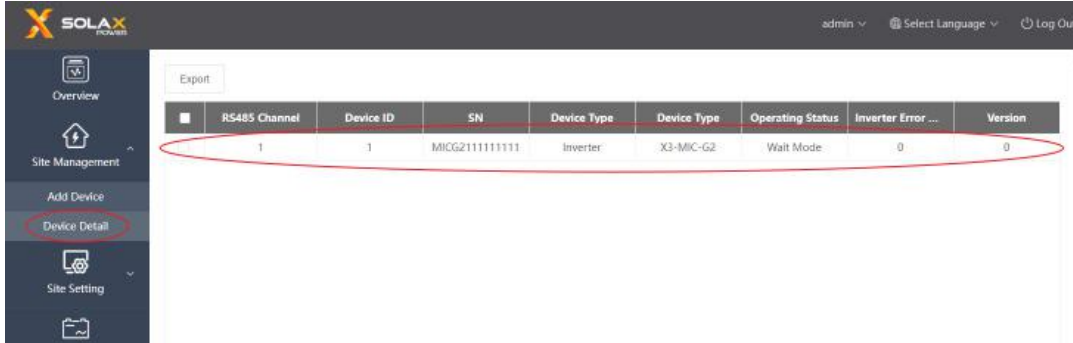 SOLAX
POWER
admin
Select Language
Log Ou
Overview
Site Management
Add Device
Device Detail
Site Setting
Export
RS485 Channel Device ID SN Device Type Device Type Operating Status Inverter Error ... Version
1 1 MICG2111111111 Inverter X3-MIC-G2 Wait Mode 0 0